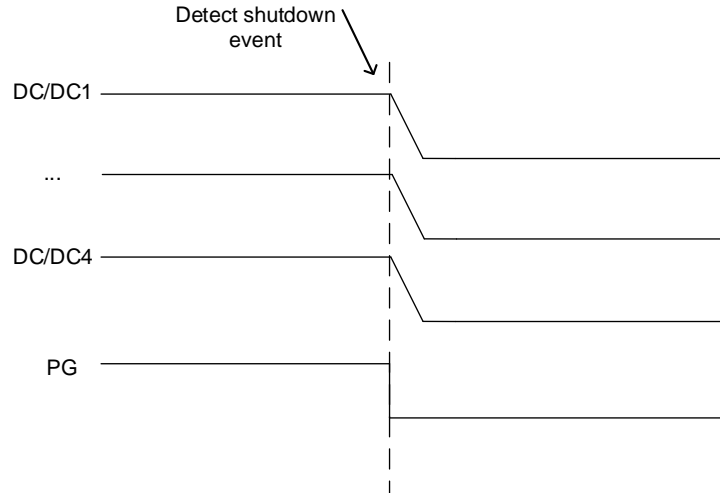 Detect shutdown
event
DC/DC1
...
DC/DC4
PG